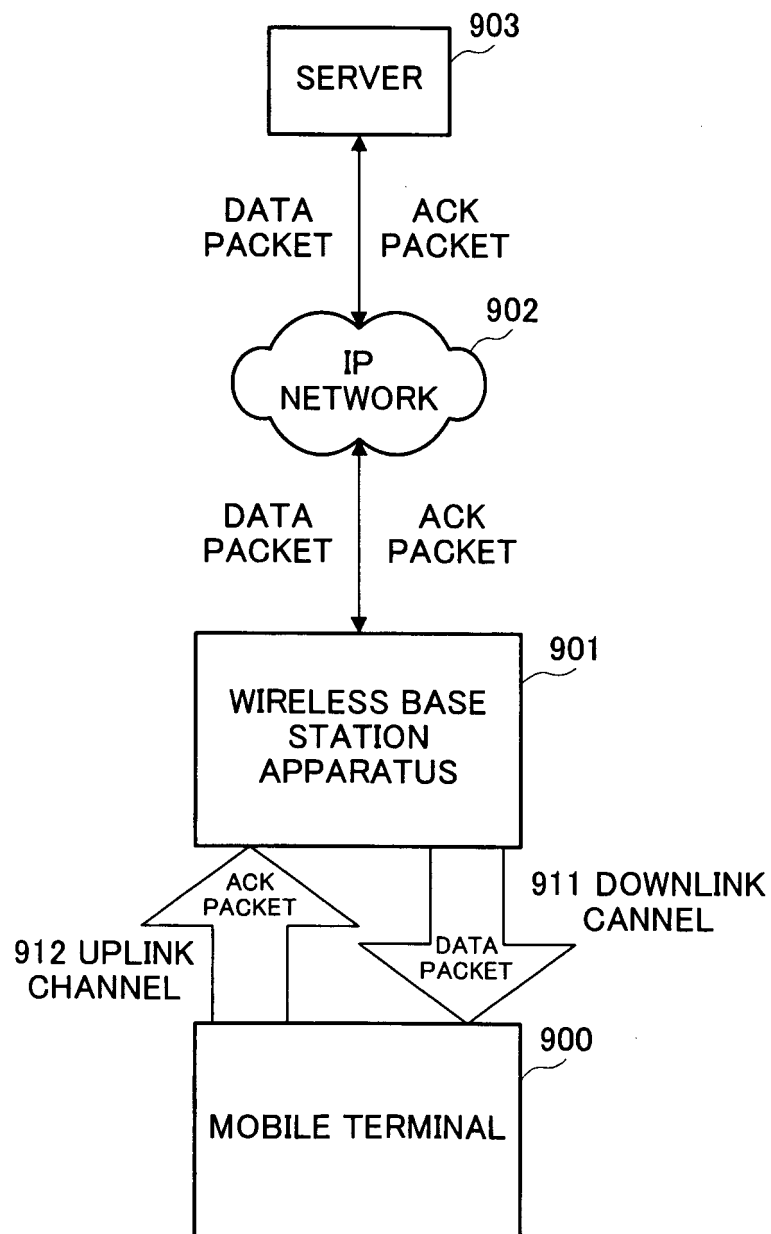 903
SERVER
DATA
PACKET
ACK
PACKET
902
IP
NETWORK
DATA
PACKET
ACK
PACKET
901
WIRELESS BASE
STATION
APPARATUS
ACK
PACKET
911 DOWNLINK
CANNEL
912 UPLINK
CHANNEL
DATA
PACKET
900
MOBILE TERMINAL